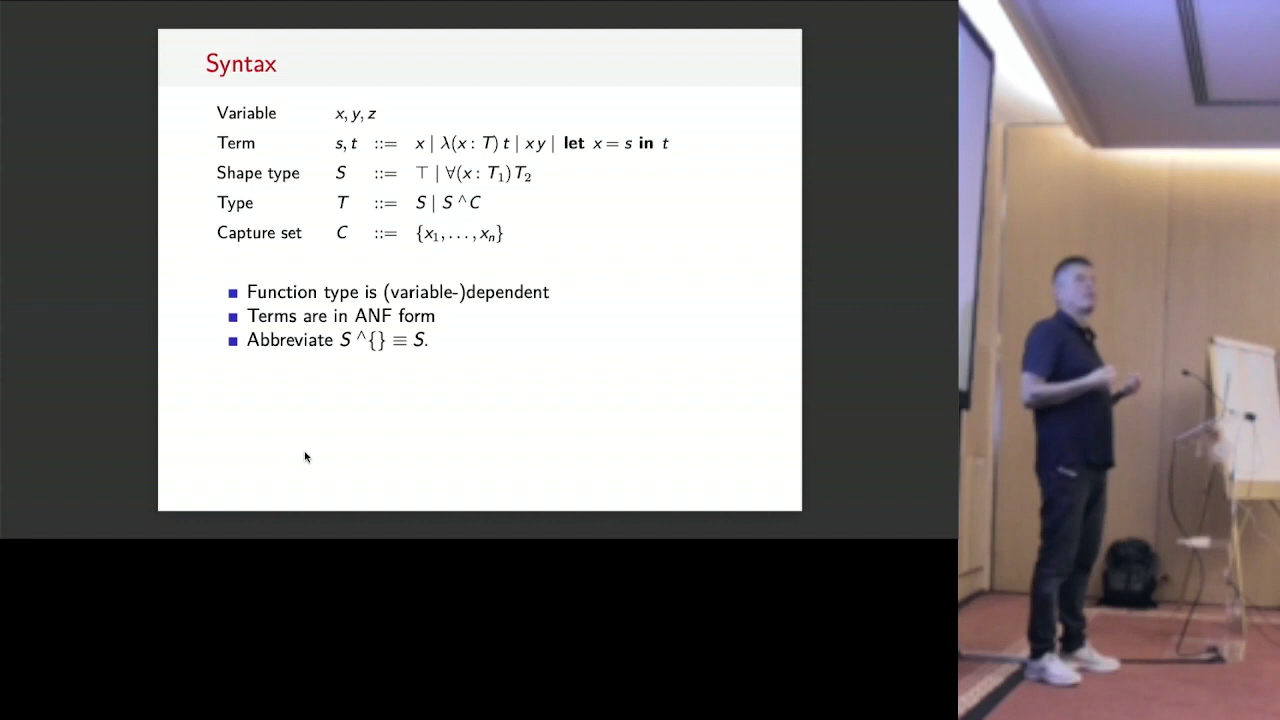 Syntax
Variable x, y, z
Term s, t ::= x | λ(x : T) t | x y | let x = s in t
Shape type S ::= ⊤ | ∀(x : T₁) T₂
Type T ::= S | S ^ C
Capture set C ::= {x₁, . . . , xₙ}
Function type is (variable-)dependent
Terms are in ANF form
Abbreviate S ^{} ≡ S.